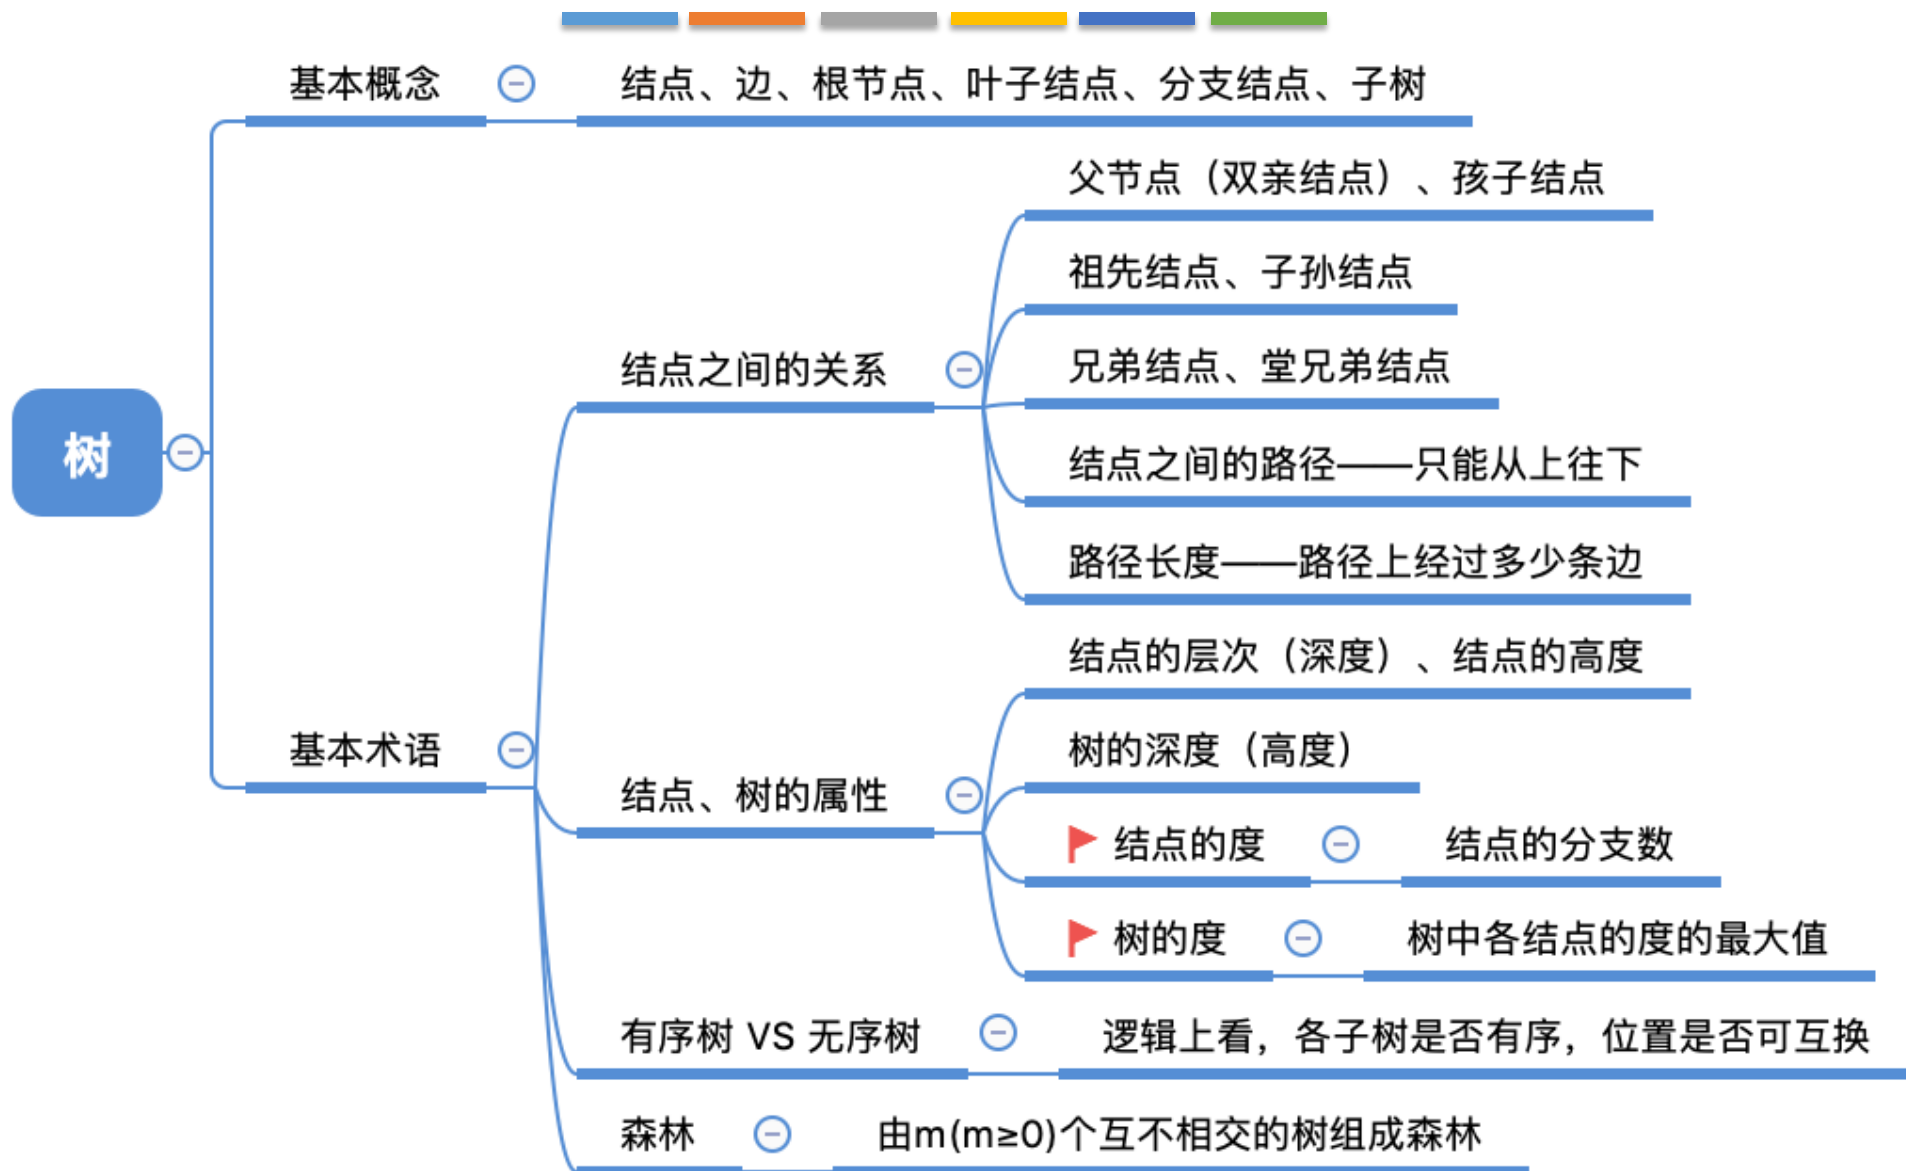 树
基本概念
结点、边、根节点、叶子结点、分支结点、子树
基本术语
结点之间的关系
父节点（双亲结点）、孩子结点
祖先结点、子孙结点
兄弟结点、堂兄弟结点
结点之间的路径——只能从上往下
路径长度——路径上经过多少条边
结点、树的属性
结点的层次（深度）、结点的高度
树的深度（高度）
结点的度
结点的分支数
树的度
树中各结点的度的最大值
有序树 VS 无序树
逻辑上看，各子树是否有序，位置是否可互换
森林
由m(m≥0)个互不相交的树组成森林